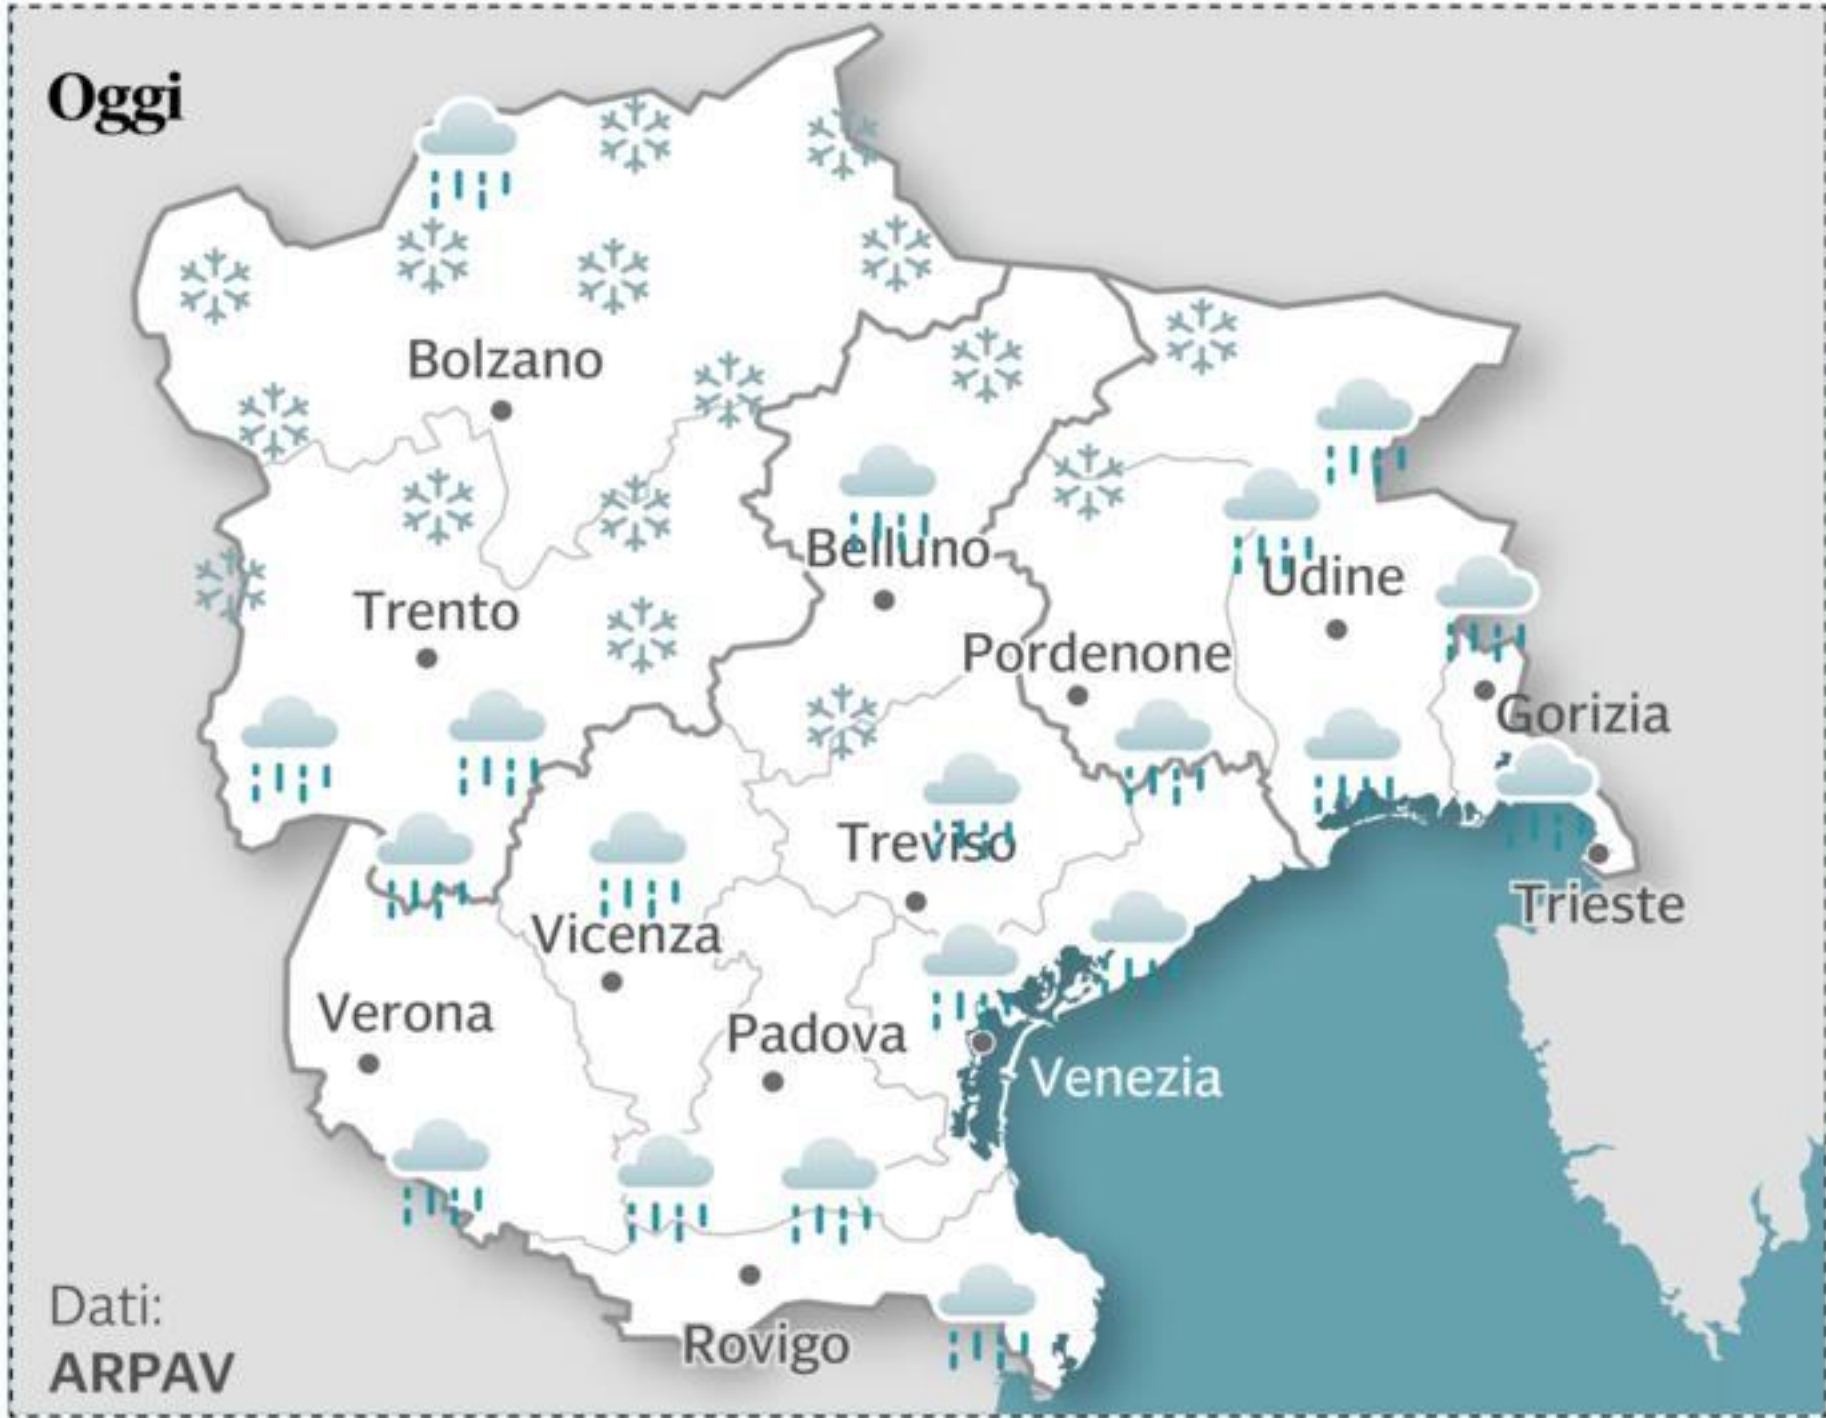 Oggi
Bolzano
Belluno
Udine
Trento
Pordenone
Gorizia
Treviso
Trieste
Vicenza
Verona
Padova
Venezia
Rovigo
Dati:
ARPAV